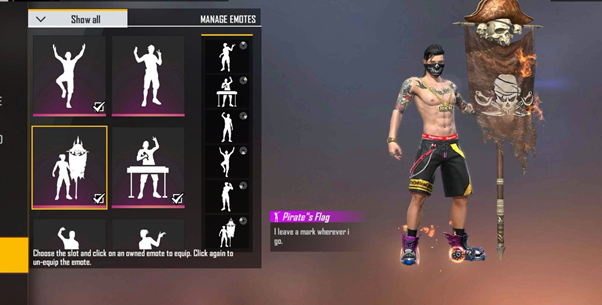 Show all
MANAGE EMOTES
Choose the slot and click on an owned emote to equip. Click again to
un-equip the emote.
Pirate"s Flag
I leave a mark wherever i
go.